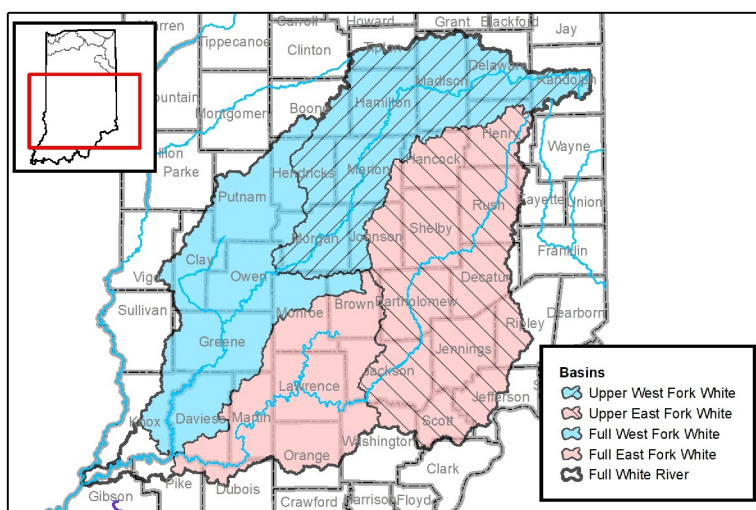 Carroll
Howard
Grant
Blackford
Jay
Warren
Tippecanoe
Clinton
Tipton
Delaware
Madison
Randolph
Hamilton
Boone
Montgomery
Fountain
Henry
Wayne
Hancock
Marion
Hendricks
Parke
Putnam
Rush
Fayette
Union
Shelby
Morgan
Johnson
Franklin
Clay
Vigo
Owen
Decatur
Brown
Bartholomew
Monroe
Sullivan
Dearborn
Ripley
Greene
Jennings
Jackson
Lawrence
Jefferson
Martin
Daviess
Knox
Scott
Washington
Orange
Clark
Pike
Dubois
Gibson
Crawford
Harrison
Floyd
Basins
Upper West Fork White
Upper East Fork White
Full West Fork White
Full East Fork White
Full White River